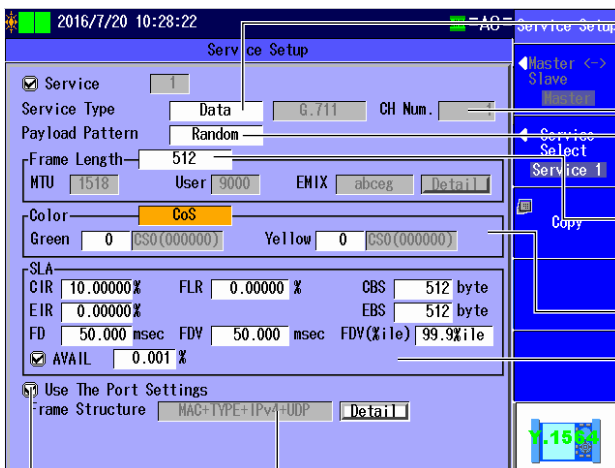 2016/7/20 10:28:22 =AC= Service Setup
Service Setup
Master <->
Slave
Master
Service 1
Service Type Data G.711 CH Num. 1
Payload Pattern Random
Service
Select
Service 1
Frame Length 512
MTU 1518 User 9000 EMIX abceg Detail
Copy
Color CoS
Green 0 CS0(000000) Yellow 0 CS0(000000)
SLA
CIR 10.00000% FLR 0.00000 % CBS 512 byte
EIR 0.00000% EBS 512 byte
FD 50.000 msec FDV 50.000 msec FDV(%ile) 99.9%ile
AVAIL 0.001 %
Use The Port Settings
Frame Structure MAC+TYPE+IPv4+UDP Detail
Y.1564